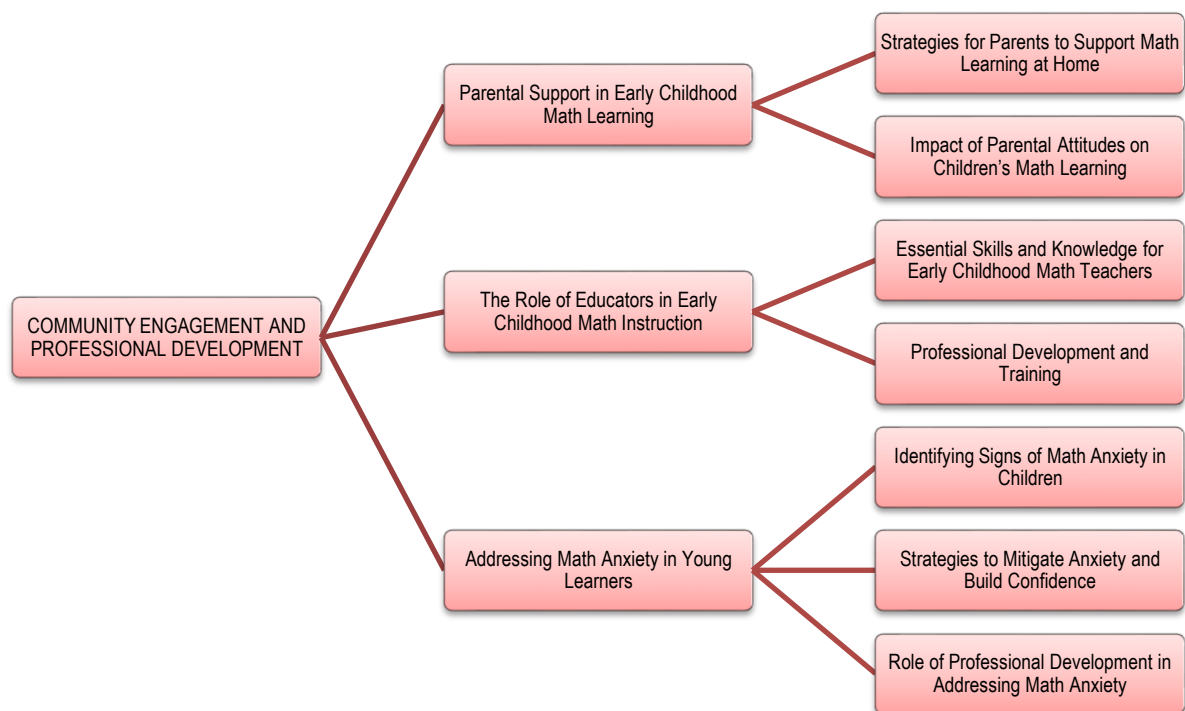 COMMUNITY ENGAGEMENT AND
PROFESSIONAL DEVELOPMENT
Parental Support in Early Childhood
Math Learning
Strategies for Parents to Support Math
Learning at Home
Impact of Parental Attitudes on
Children’s Math Learning
The Role of Educators in Early
Childhood Math Instruction
Essential Skills and Knowledge for
Early Childhood Math Teachers
Professional Development and
Training
Addressing Math Anxiety in Young
Learners
Identifying Signs of Math Anxiety in
Children
Strategies to Mitigate Anxiety and
Build Confidence
Role of Professional Development in
Addressing Math Anxiety